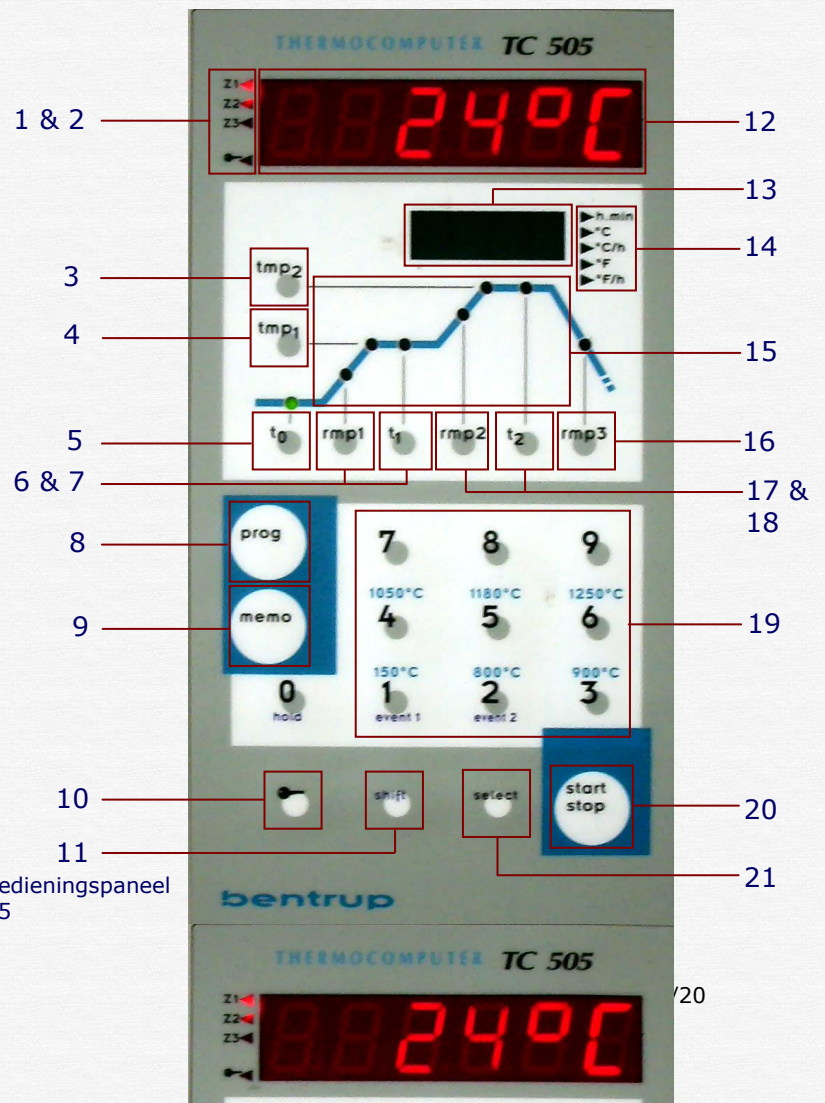 THERMOCOMPUTER TC 505
Z1
Z2
Z3
24°C
1 & 2
12
13
h.min
°C
°C/h
°F
°F/h
14
3
tmp2
4
tmp1
15
5
t0
rmp1
t1
rmp2
t2
rmp3
16
6 & 7
17 &
18
8
prog
7
8
9
1050°C
1180°C
1250°C
9
memo
4
5
6
19
150°C
800°C
900°C
0
1
2
3
hold
event 1
event 2
10
shift
select
start
stop
20
11
21
edieningspaneel
5
bentrup
THERMOCOMPUTER TC 505
/20
Z1
Z2
Z3
24°C